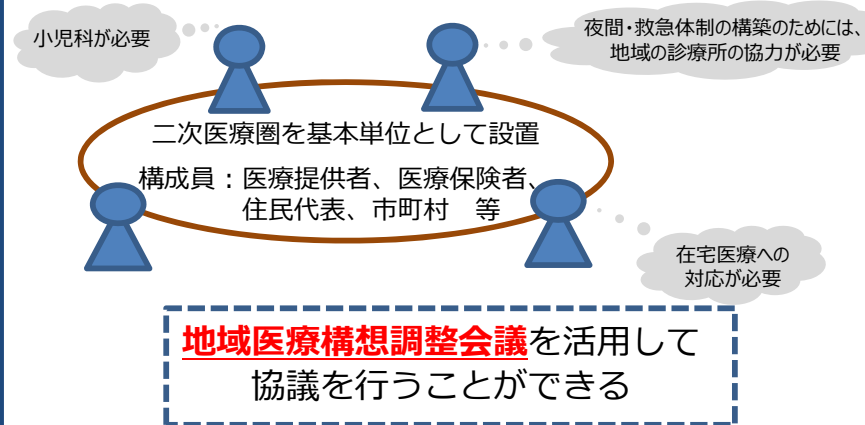 小児科が必要
夜間・救急体制の構築のためには、
地域の診療所の協力が必要
二次医療圏を基本単位として設置
構成員：医療提供者、医療保険者、
住民代表、市町村　等
在宅医療への
対応が必要
地域医療構想調整会議を活用して
協議を行うことができる